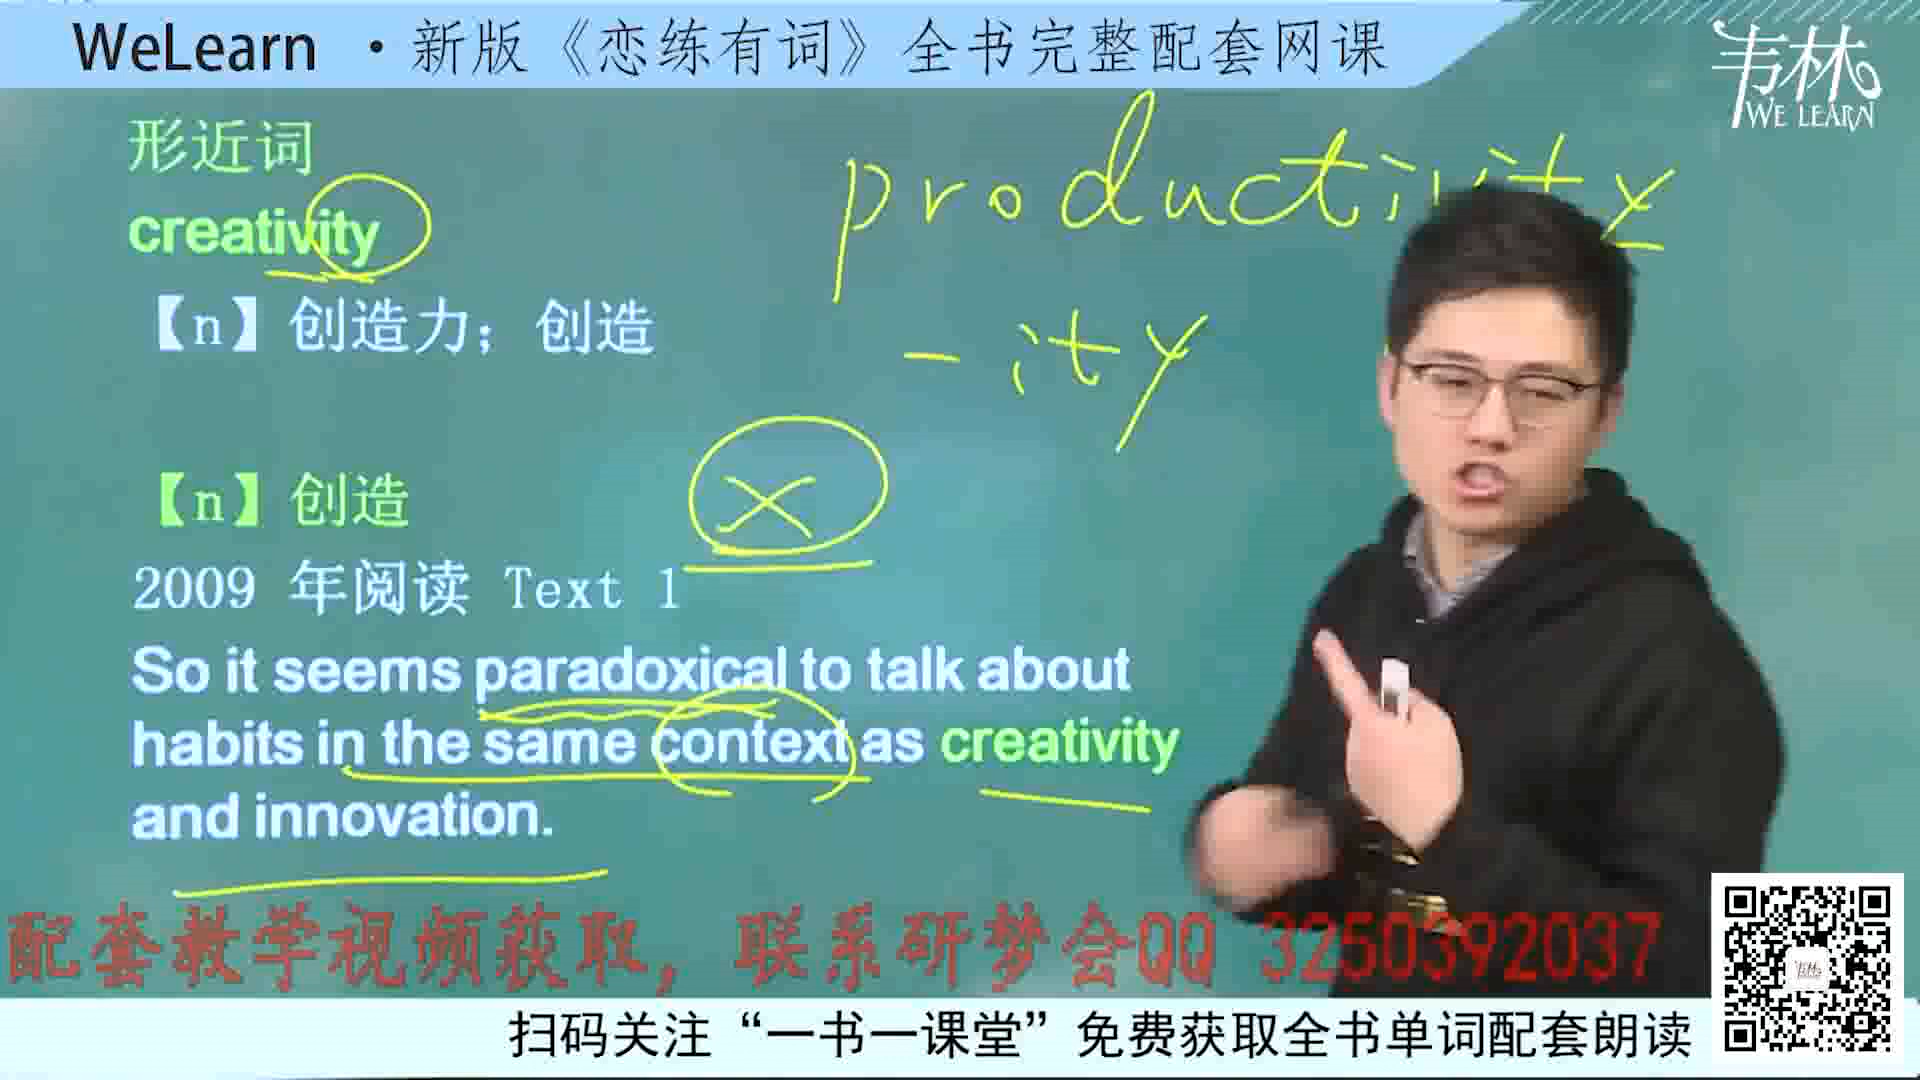 WeLearn ·新版《恋练有词》全书完整配套网课
韦林
WE LEARN
形近词
creativity
productivity
【n】创造力；创造
-ity
【n】创造
x
2009 年阅读 Text 1
So it seems paradoxical to talk about
habits in the same context as creativity
and innovation.
配套教学视频获取，联系研梦会QQ 3250392037
扫码关注“一书一课堂”免费获取全书单词配套朗读